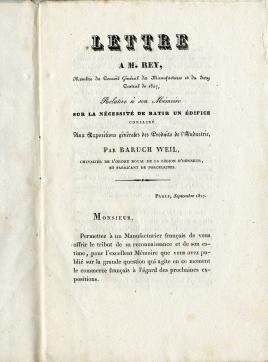 LETTRE
A M. REY,
Membre du Conseil Général des Manufactures et du Jury
Central de 1827,
Relative à son Mémoire
SUR LA NÉCESSITÉ DE BATIR UN ÉDIFICE
CONSACRÉ
Aux Expositions générales des Produits de l'Industrie,
PAR BARUCH WEIL,
CHEVALIER DE L'ORDRE ROYAL DE LA LÉGION D'HONNEUR,
ET FABRICANT DE PORCELAINES.
PARIS, Septembre 1827.
MONSIEUR,
Permettez à un Manufacturier français de vous
offrir le tribut de sa reconnaissance et de son es-
time, pour l'excellent Mémoire que vous avez pu-
blié sur la grande question qui agite en ce moment
le commerce français à l'égard des prochaines ex-
positions.